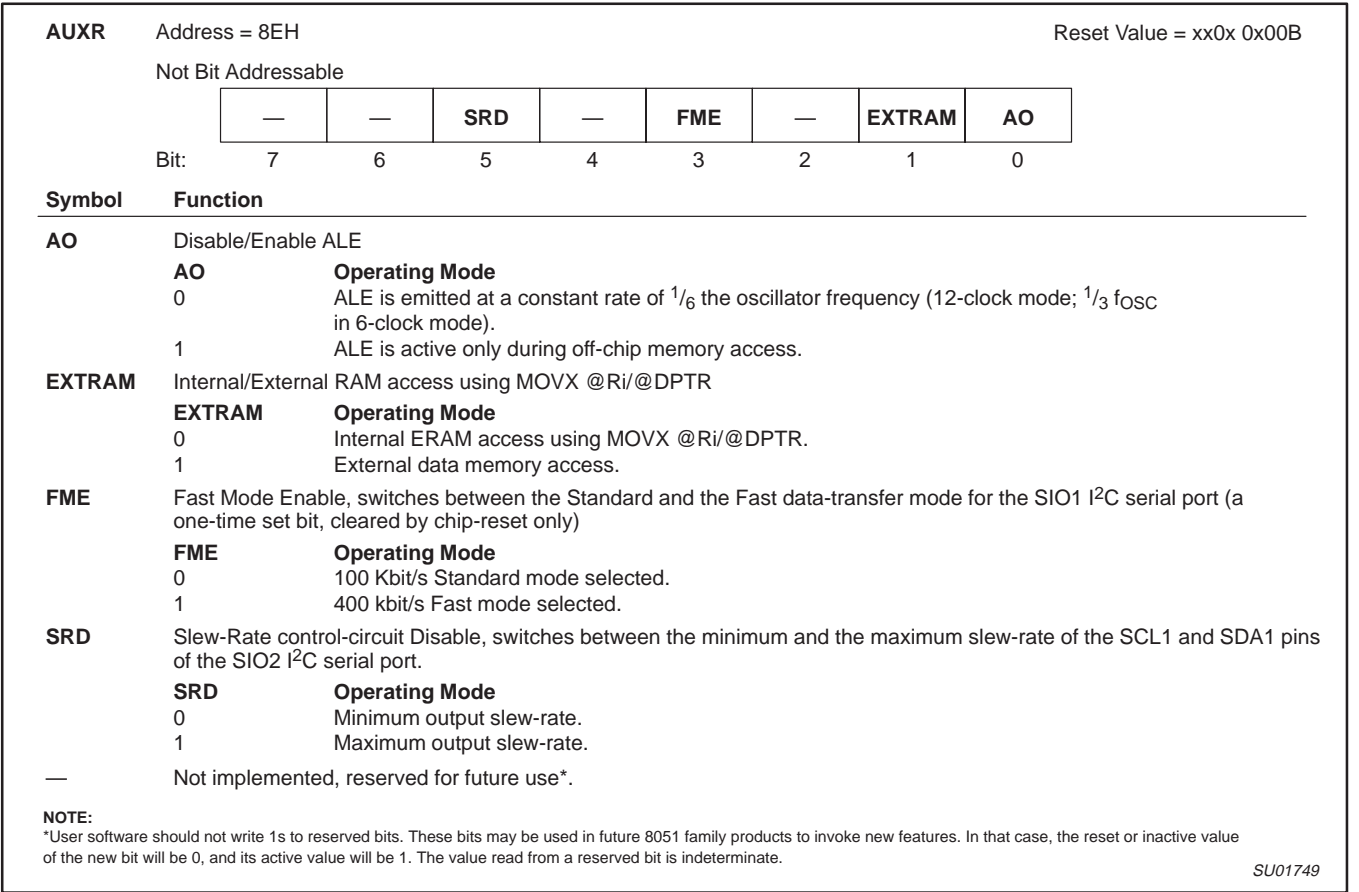 AUXR Address = 8EH Reset Value = xx0x 0x00B
Not Bit Addressable
— — SRD — FME — EXTRAM AO
Bit: 7 6 5 4 3 2 1 0
Symbol Function
AO Disable/Enable ALE
AO Operating Mode
0 ALE is emitted at a constant rate of 1/6 the oscillator frequency (12-clock mode; 1/3 fOSC
in 6-clock mode).
1 ALE is active only during off-chip memory access.
EXTRAM Internal/External RAM access using MOVX @Ri/@DPTR
EXTRAM Operating Mode
0 Internal ERAM access using MOVX @Ri/@DPTR.
1 External data memory access.
FME Fast Mode Enable, switches between the Standard and the Fast data-transfer mode for the SIO1 I2C serial port (a
one-time set bit, cleared by chip-reset only)
FME Operating Mode
0 100 Kbit/s Standard mode selected.
1 400 kbit/s Fast mode selected.
SRD Slew-Rate control-circuit Disable, switches between the minimum and the maximum slew-rate of the SCL1 and SDA1 pins
of the SIO2 I2C serial port.
SRD Operating Mode
0 Minimum output slew-rate.
1 Maximum output slew-rate.
— Not implemented, reserved for future use*.
NOTE:
*User software should not write 1s to reserved bits. These bits may be used in future 8051 family products to invoke new features. In that case, the reset or inactive value
of the new bit will be 0, and its active value will be 1. The value read from a reserved bit is indeterminate.
SU01749